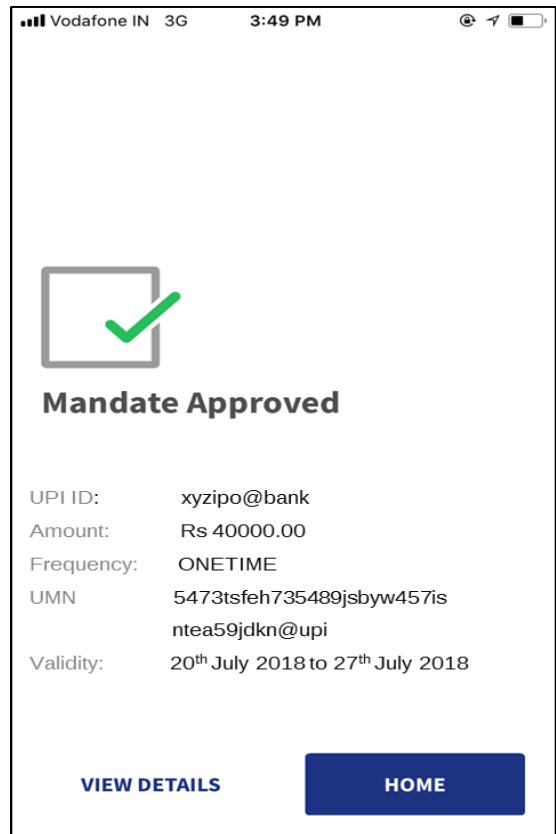 Vodafone IN 3G 3:49 PM
Mandate Approved
UPI ID: xyzipo@bank
Amount: Rs 40000.00
Frequency: ONETIME
UMN 5473tsfeh735489jsbyw457is
ntea59jdkn@upi
Validity: 20th July 2018 to 27th July 2018
VIEW DETAILS HOME